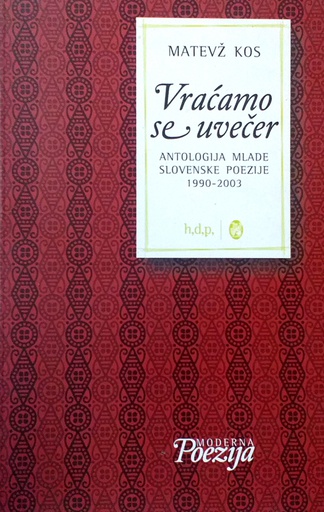 MATEVŽ KOS
Vraćamo
se uvečer
ANTOLOGIJA MLADE
SLOVENSKE POEZIJE
1990-2003
h,d,p,
MODERNA
Poezija